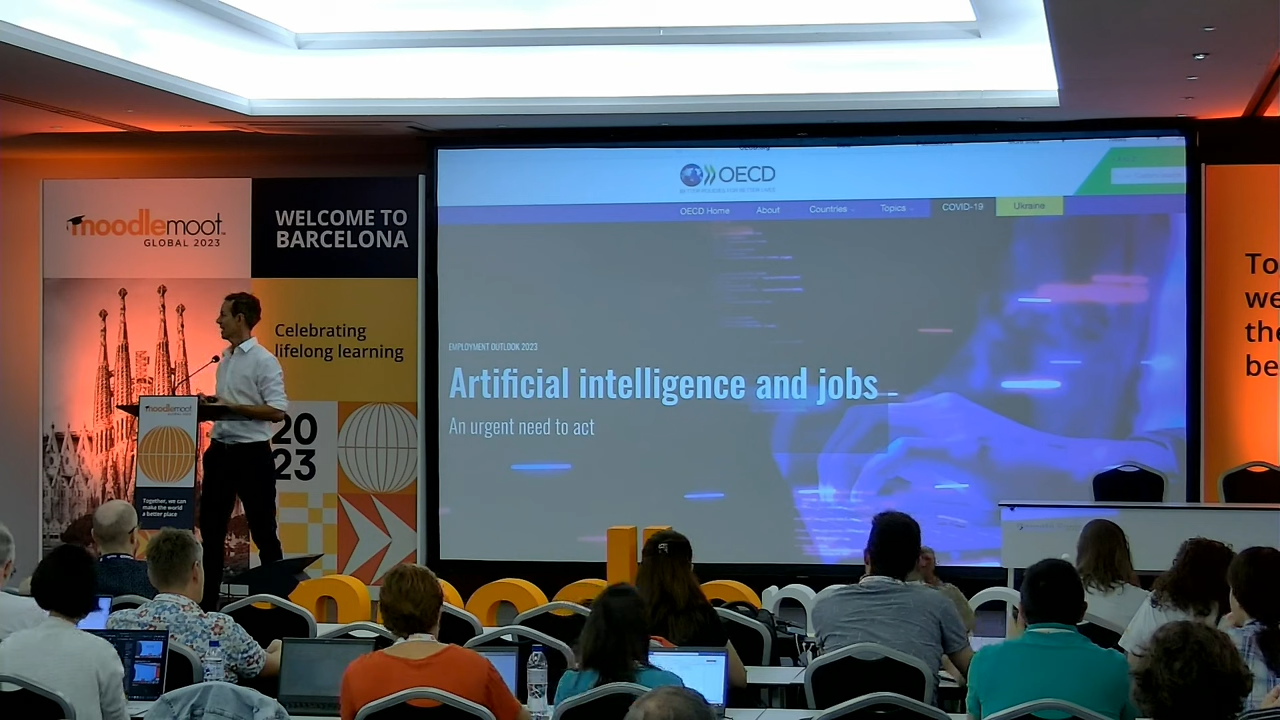 moodlemoot
GLOBAL 2023
WELCOME TO
BARCELONA
Celebrating
lifelong learning
20
23
moodlemoot
Together, we can
make the world
a better place
OECD
OECD Home
About
Countries
Topics
COVID-19
Ukraine
EMPLOYMENT OUTLOOK 2023
Artificial intelligence and jobs
An urgent need to act
To
we
the
be